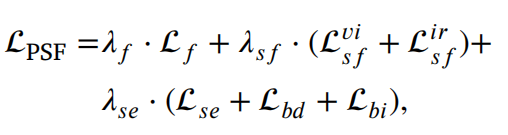 ℒ_PSF = λ_f · ℒ_f + λ_sf · (ℒ_sf^vi + ℒ_sf^ir) +
λ_se · (ℒ_se + ℒ_bd + ℒ_bi),